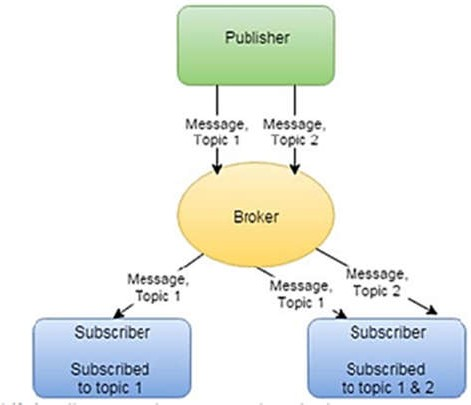 Publisher
Message, Topic 1
Message, Topic 2
Broker
Message, Topic 1
Message, Topic 1
Message, Topic 2
Subscriber
Subscribed
to topic 1
Subscriber
Subscribed
to topic 1 & 2